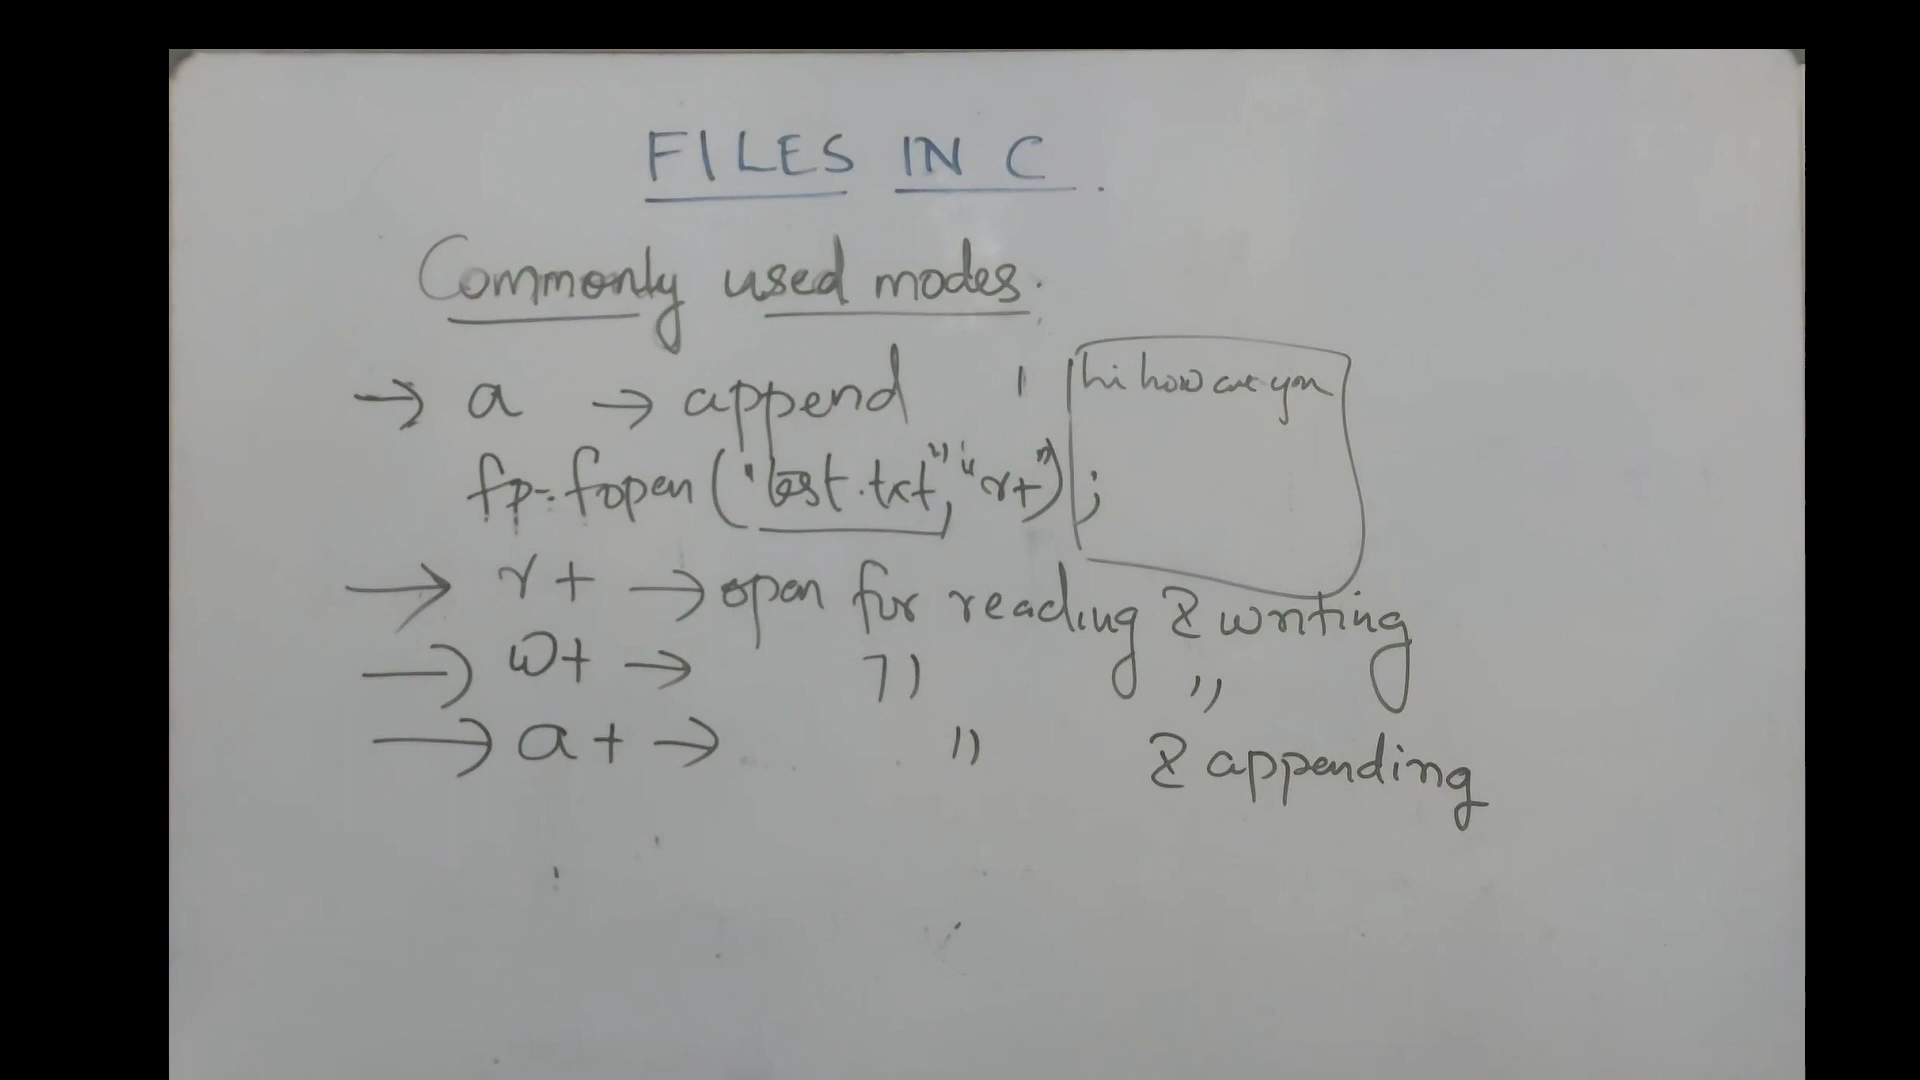 FILES IN C.
Commonly used modes.
→ a → append
hi how are you
fp = fopen("test.txt", "r+");
→ r+ → open for reading & writing
→ w+ → " "
→ a+ → " & appending